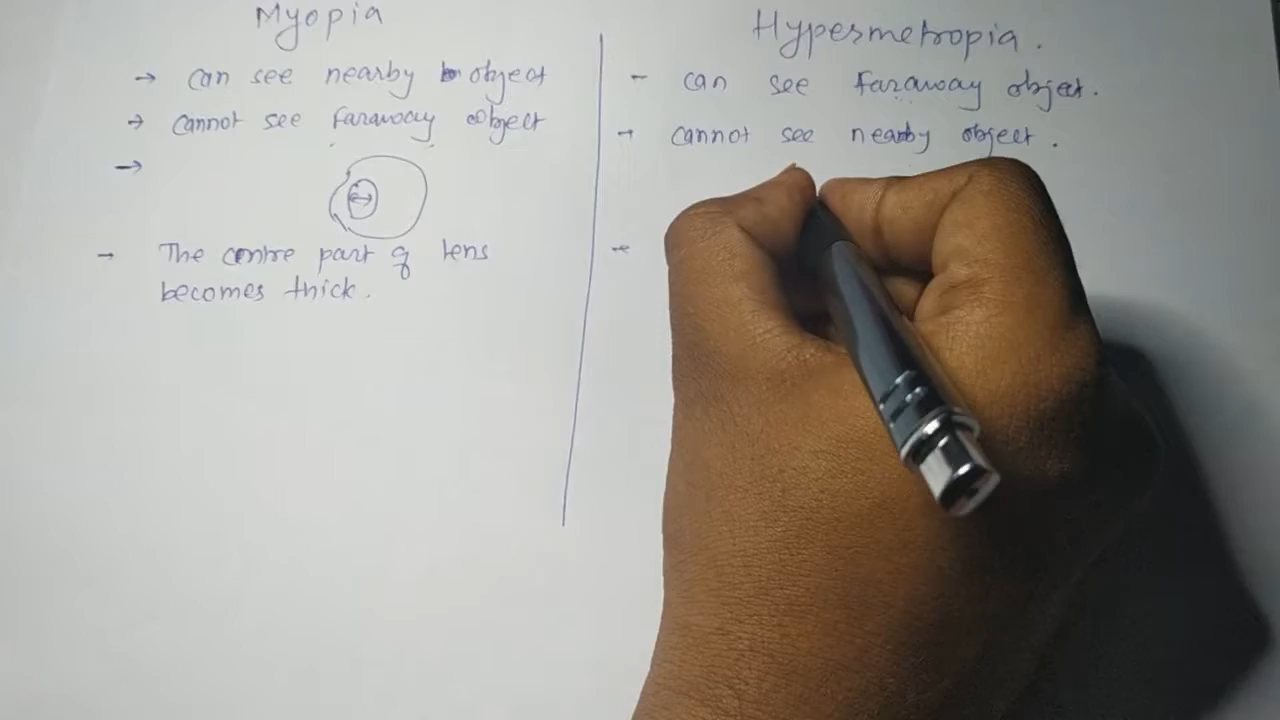 Myopia
→ can see nearby object
→ cannot see faraway object
→
- The centre part of lens
becomes thick.
Hypermetropia.
- can see faraway object.
→ cannot see nearby object.
-